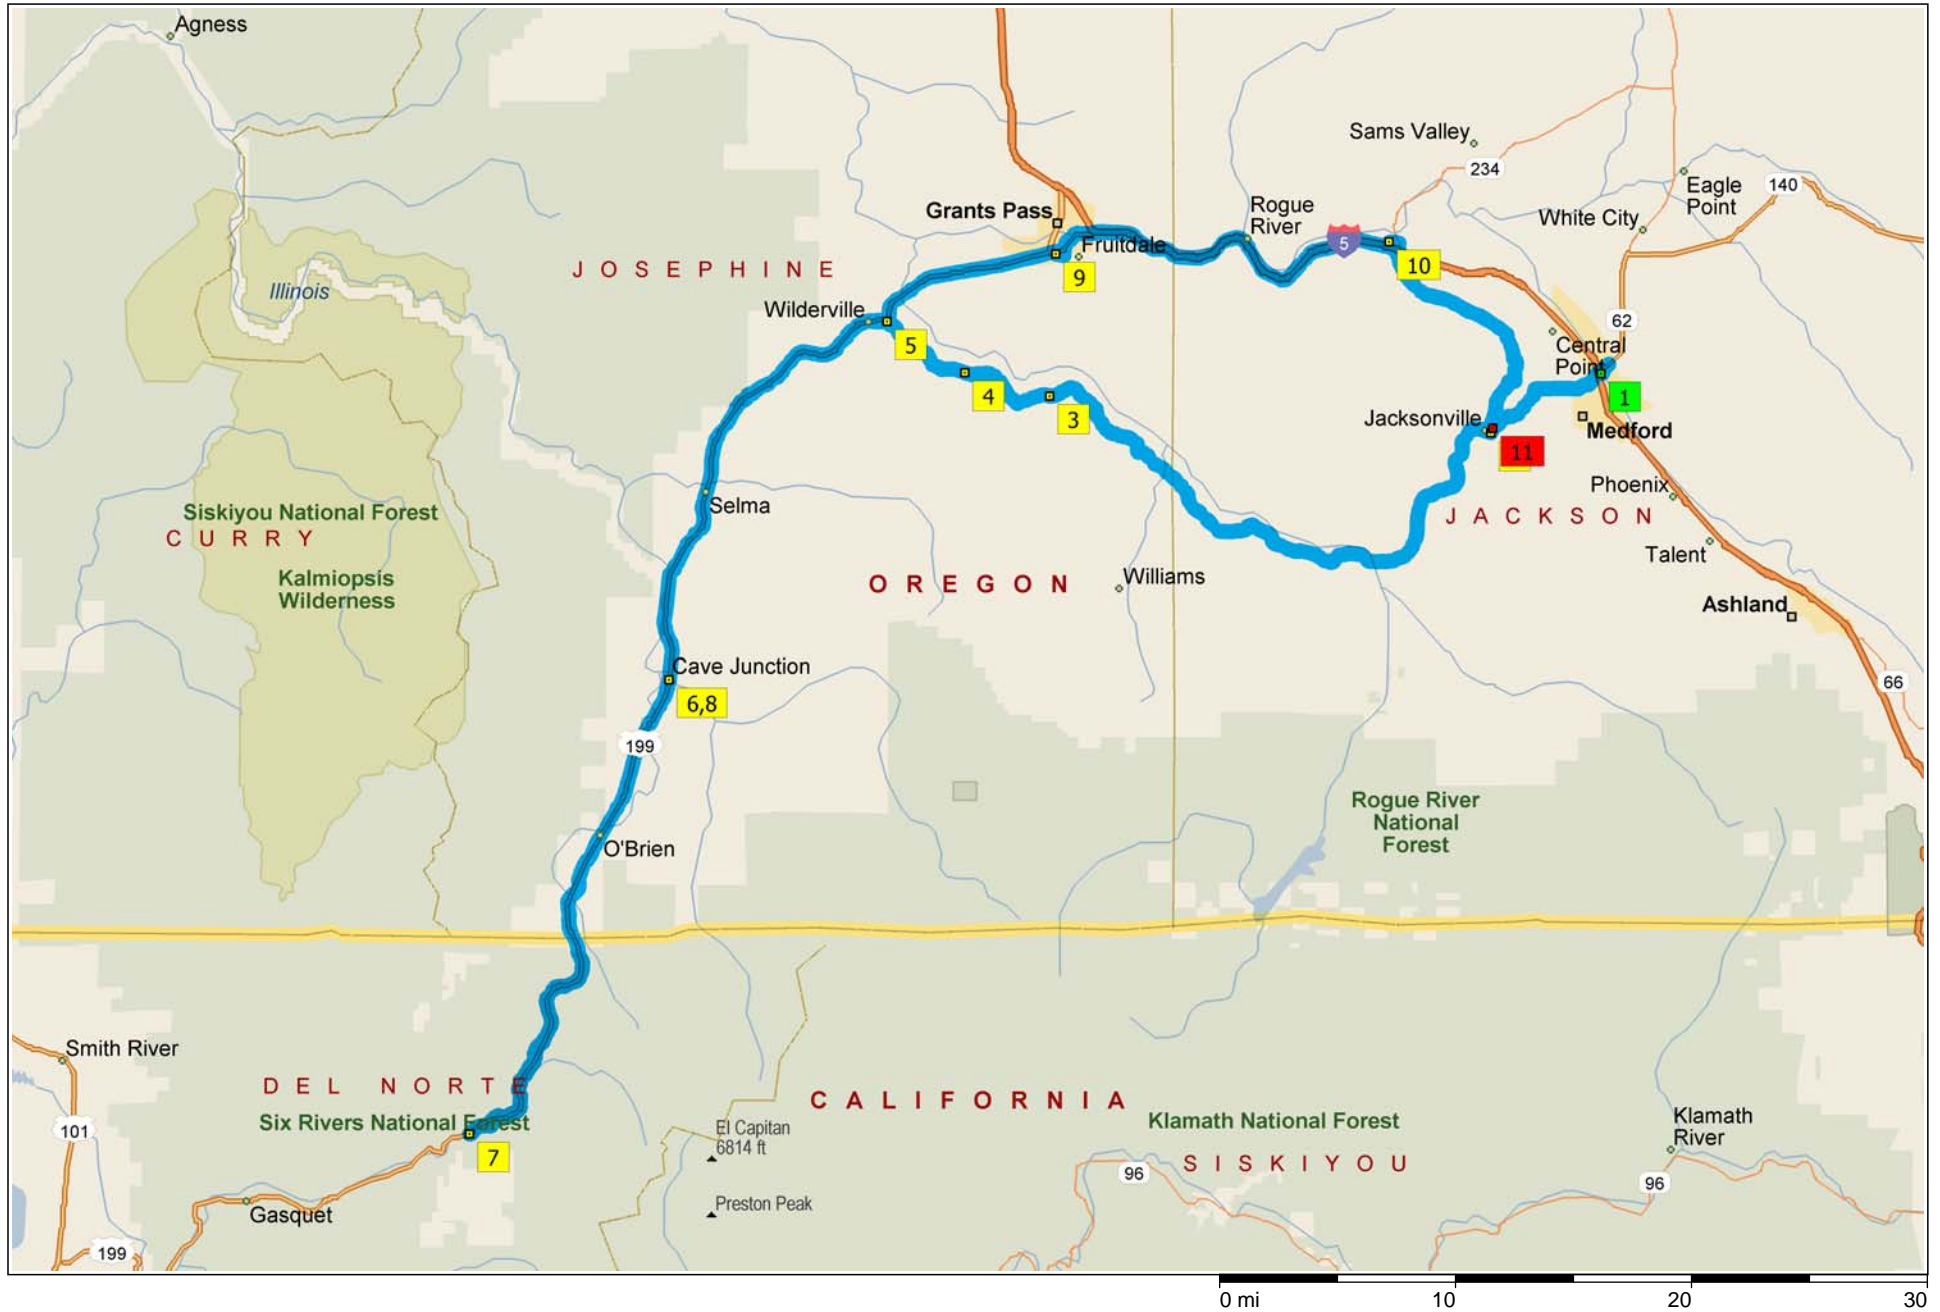 Agness
Sams Valley
234
Eagle
Point
140
Rogue
River
White City
Grants Pass
Fruitdale
5
10
9
JOSEPHINE
Illinois
Wilderville
5
62
Central
Point
1
4
3
Jacksonville
Medford
11
Phoenix
JACKSON
Selma
Siskiyou National Forest
CURRY
Talent
Kalmiopsis
Wilderness
OREGON
Williams
Ashland
Cave Junction
6,8
66
199
Rogue River
National
Forest
O'Brien
Smith River
DEL NORTE
CALIFORNIA
Six Rivers National Forest
101
El Capitan
6814 ft
Klamath National Forest
Klamath
River
7
SISKIYOU
96
96
Preston Peak
Gasquet
199
0 mi 10 20 30